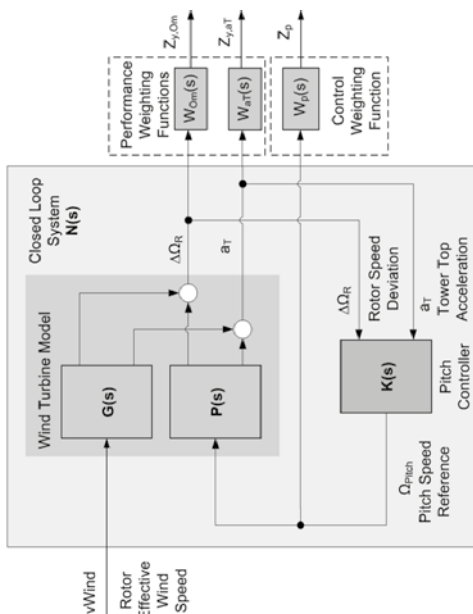 vWind
Rotor
Effective
Wind
Speed
Closed Loop
System
N(s)
Wind Turbine Model
G(s)
P(s)
ΔΩR
aT
Performance
Weighting
Functions
WOm(s)
WaT(s)
Wp(s)
Control
Weighting
Function
Zy,Om
Zy,aT
Zp
ΩPitch
Pitch Speed
Reference
K(s)
Pitch
Controller
ΔΩR
Rotor Speed
Deviation
aT
Tower Top
Acceleration